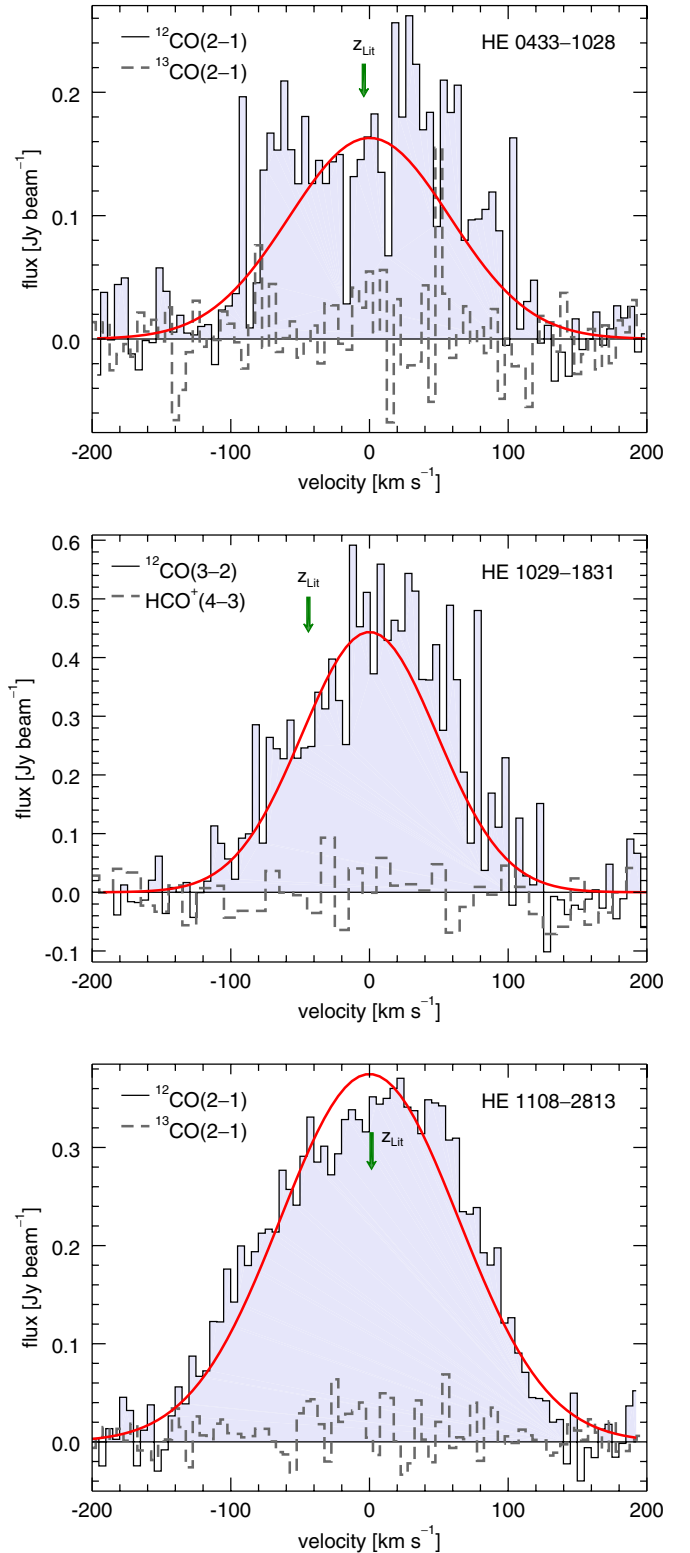 ¹²CO(2–1)
¹³CO(2–1)
z_Lit
HE 0433–1028
0.2
0.1
0.0
flux [Jy beam⁻¹]
-200 -100 0 100 200
velocity [km s⁻¹]
¹²CO(3–2)
HCO⁺(4–3)
z_Lit
HE 1029–1831
0.6
0.5
0.4
0.3
0.2
0.1
0.0
-0.1
flux [Jy beam⁻¹]
-200 -100 0 100 200
velocity [km s⁻¹]
¹²CO(2–1)
¹³CO(2–1)
z_Lit
HE 1108–2813
0.3
0.2
0.1
0.0
flux [Jy beam⁻¹]
-200 -100 0 100 200
velocity [km s⁻¹]